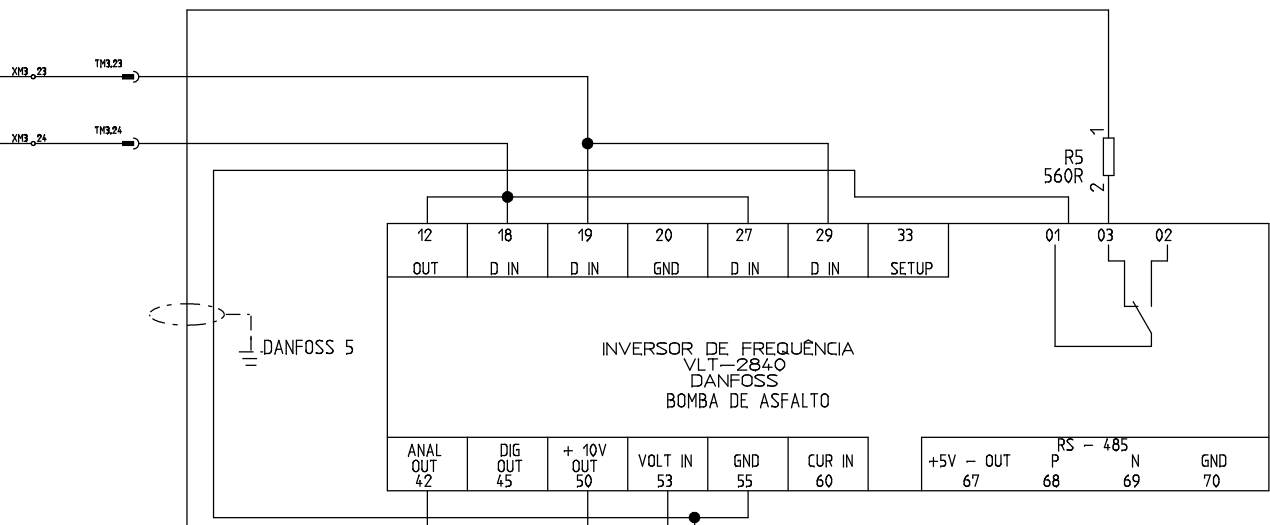 XM3 23
TM3.23
XM3 24
TM3.24
R5
560R
1
2
12 18 19 20 27 29 33 01 03 02
OUT D IN D IN GND D IN D IN SETUP
DANFOSS 5
INVERSOR DE FREQUÊNCIA
VLT-2840
DANFOSS
BOMBA DE ASFALTO
ANAL OUT 42
DIG OUT 45
+ 10V OUT 50
VOLT IN 53
GND 55
CUR IN 60
RS - 485
+5V - OUT P N GND
67 68 69 70